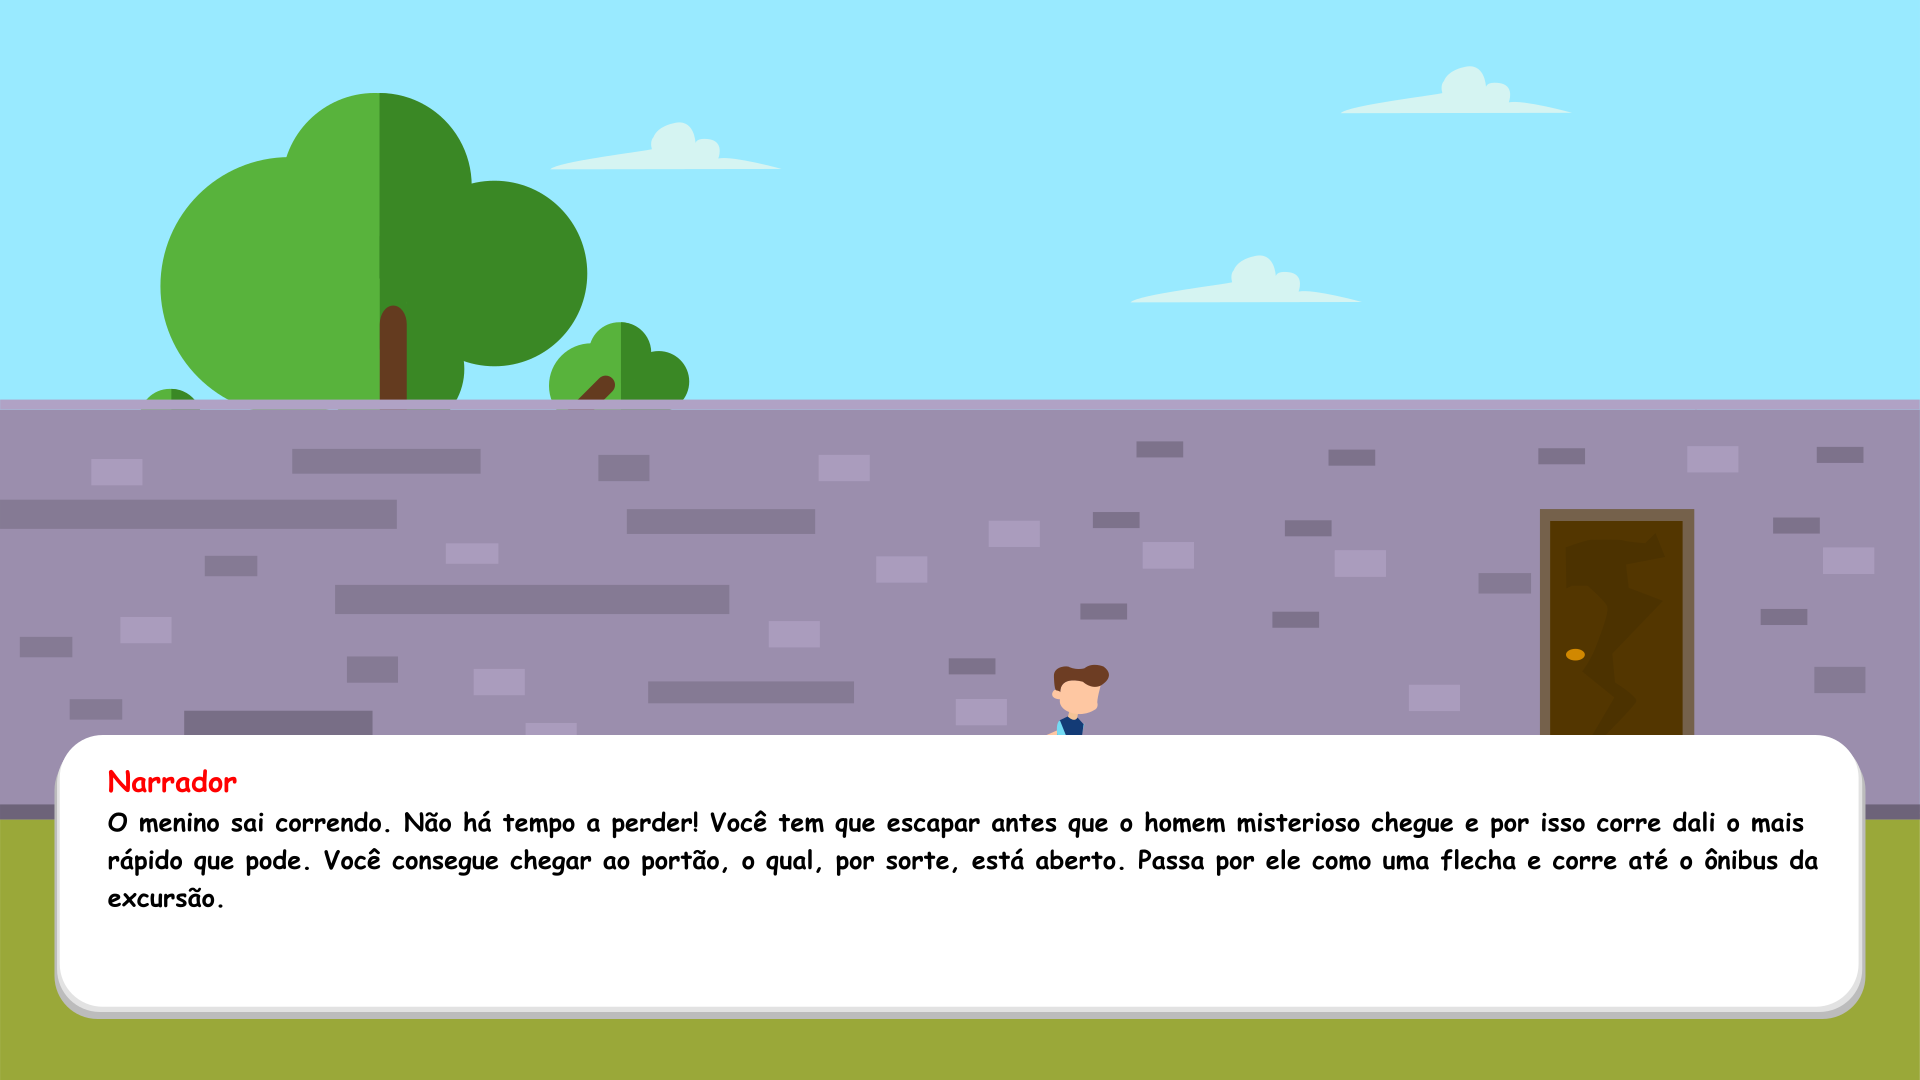 Narrador
O menino sai correndo. Não há tempo a perder! Você tem que escapar antes que o homem misterioso chegue e por isso corre dali o mais
rápido que pode. Você consegue chegar ao portão, o qual, por sorte, está aberto. Passa por ele como uma flecha e corre até o ônibus da
excursão.